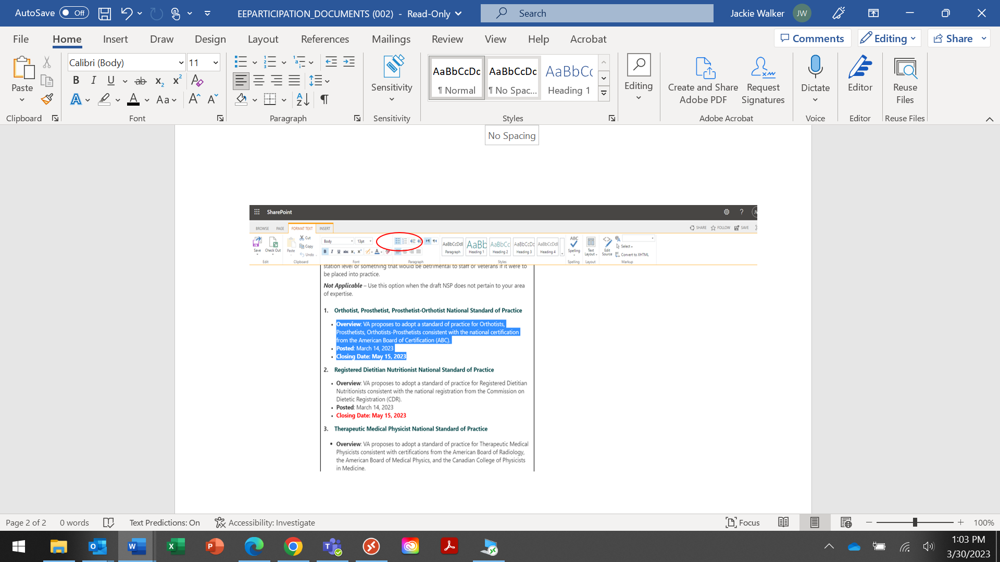 AutoSave Off
EEPARTICIPATION_DOCUMENTS (002) - Read-Only
Search
Jackie Walker JW
File Home Insert Draw Design Layout References Mailings Review View Help Acrobat
Comments Editing Share
Paste
Clipboard
Calibri (Body) 11
B I U ab x2 x2 A
A A Aa A A
Font
Paragraph
Sensitivity
Sensitivity
AaBbCcDc AaBbCcDc AaBbCc
¶ Normal ¶ No Spac... Heading 1
Styles
Editing
Create and Share
Adobe PDF
Request
Signatures
Adobe Acrobat
Dictate
Voice
Editor
Editor
Reuse
Files
Reuse Files
No Spacing
SharePoint
BROWSE PAGE FORMAT TEXT INSERT
SHARE FOLLOW SAVE
Save Check Out
Edit
Paste Cut
Copy
Undo
Clipboard
Body 13pt
B I U abc x2 x2 A
Font
Paragraph
AaBbCcDdI AaBb AaBbCc AaBbCcDc AaBbCcDdI
Paragraph Heading 1 Heading 2 Heading 3 Heading 4
Styles
ABC
Spelling
Spelling
Text
Layout
Layout
Edit
Source
Select
Convert to XHTML
Markup
station level or something that would be detrimental to staff or Veterans if it were to
be placed into practice.
Not Applicable – Use this option when the draft NSP does not pertain to your area
of expertise.
1. Orthotist, Prosthetist, Prosthetist-Orthotist National Standard of Practice
• Overview: VA proposes to adopt a standard of practice for Orthotists,
Prosthetists, Orthotists-Prosthetists consistent with the national certification
from the American Board of Certification (ABC).
• Posted: March 14, 2023
• Closing Date: May 15, 2023
2. Registered Dietitian Nutritionist National Standard of Practice
• Overview: VA proposes to adopt a standard of practice for Registered Dietitian
Nutritionists consistent with the national registration from the Commission on
Dietetic Registration (CDR).
• Posted: March 14, 2023
• Closing Date: May 15, 2023
3. Therapeutic Medical Physicist National Standard of Practice
• Overview: VA proposes to adopt a standard of practice for Therapeutic Medical
Physicists consistent with certifications from the American Board of Radiology,
the American Board of Medical Physics, and the Canadian College of Physicists
in Medicine.
Page 2 of 2 0 words Text Predictions: On Accessibility: Investigate
Focus 100%
1:03 PM
3/30/2023